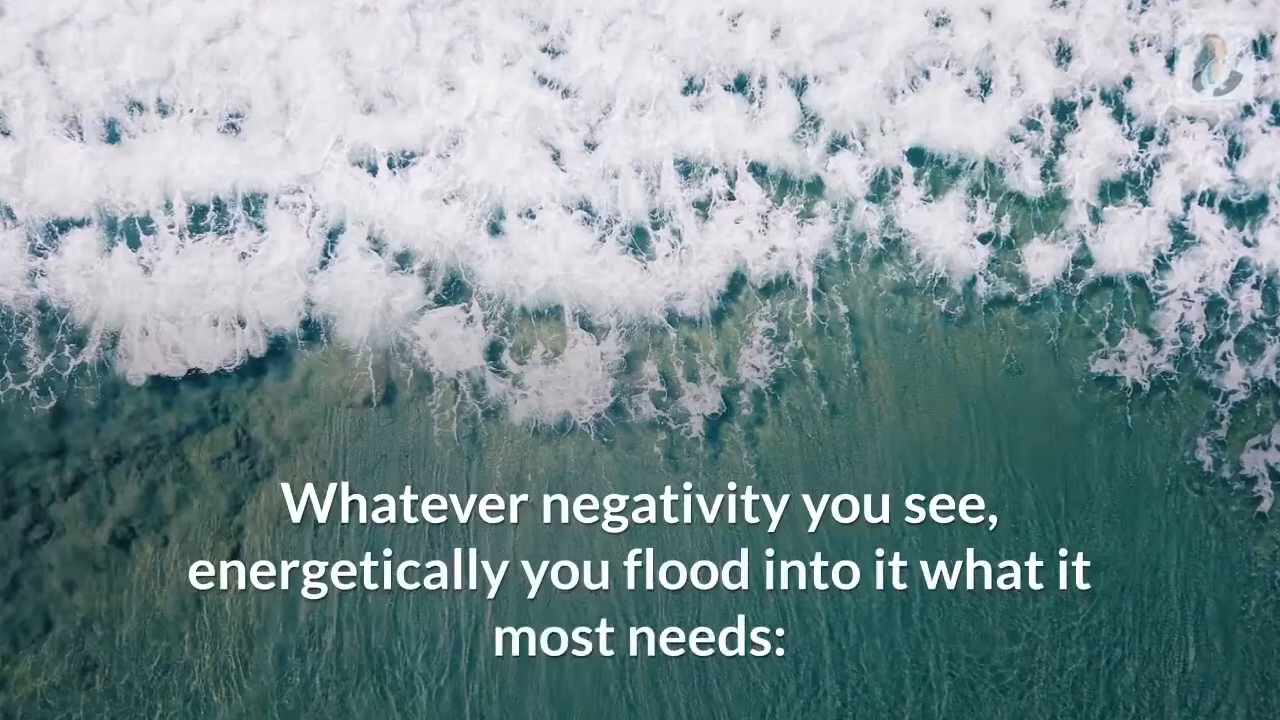 Whatever negativity you see,
energetically you flood into it what it
most needs: